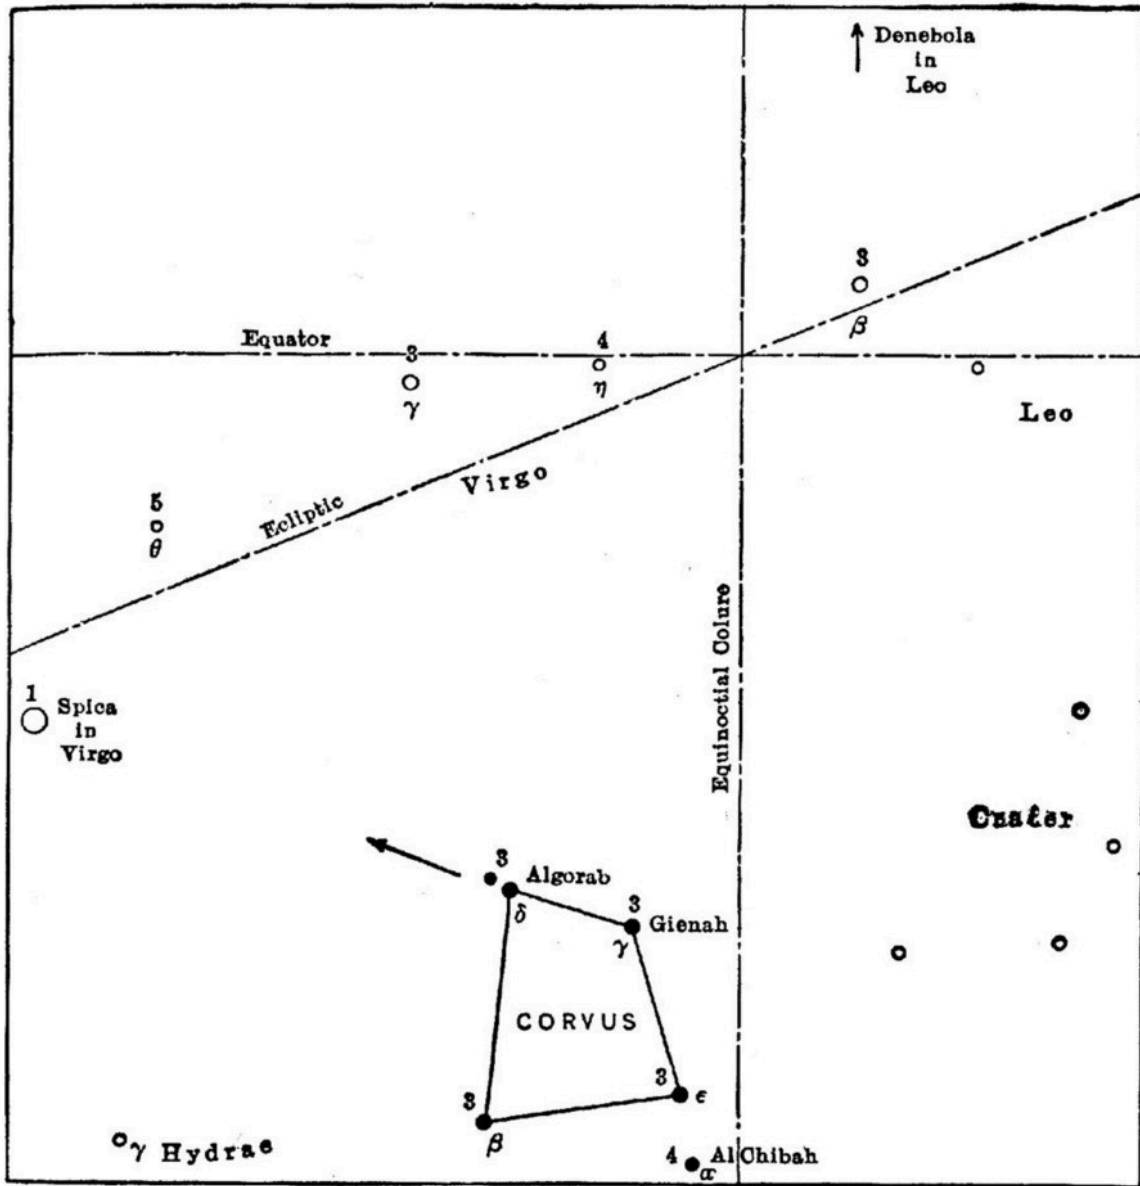 Denebola
in
Leo
3
β
Equator
3
γ
4
η
Leo
Virgo
Ecliptic
5
θ
Equinoctial Colure
1
Spica
in
Virgo
Crater
3
Algorab
δ
3
Gienah
γ
CORVUS
3
ϵ
3
β
γ Hydrae
4
Al Chibah
α